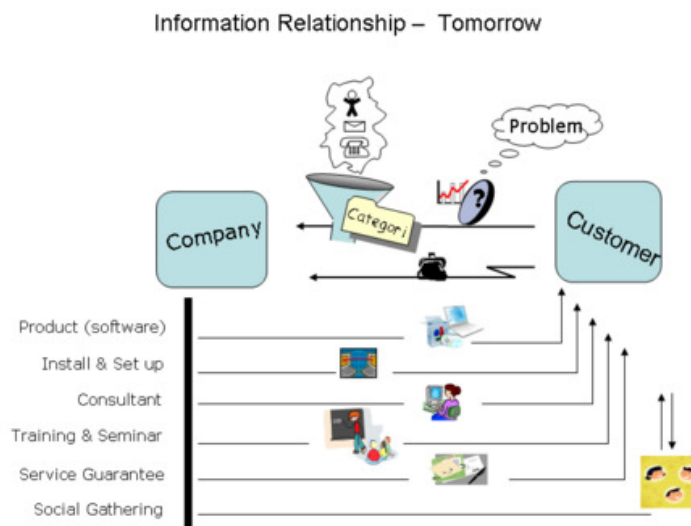 Information Relationship – Tomorrow
Problem
?
Categori
Company
Customer
Product (software)
Install & Set up
Consultant
Training & Seminar
Service Guarantee
Social Gathering